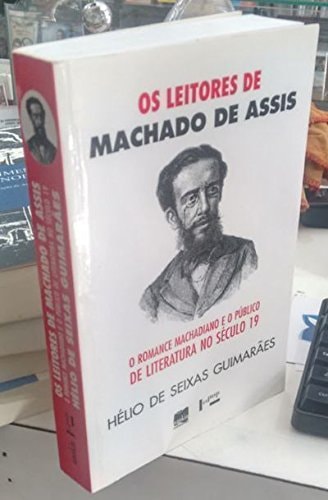 OS LEITORES DE
MACHADO DE ASSIS
O ROMANCE MACHADIANO E O PÚBLICO
DE LITERATURA NO SÉCULO 19
HÉLIO DE SEIXAS GUIMARÃES
OS LEITORES DE MACHADO DE ASSIS
HÉLIO DE SEIXAS GUIMARÃES